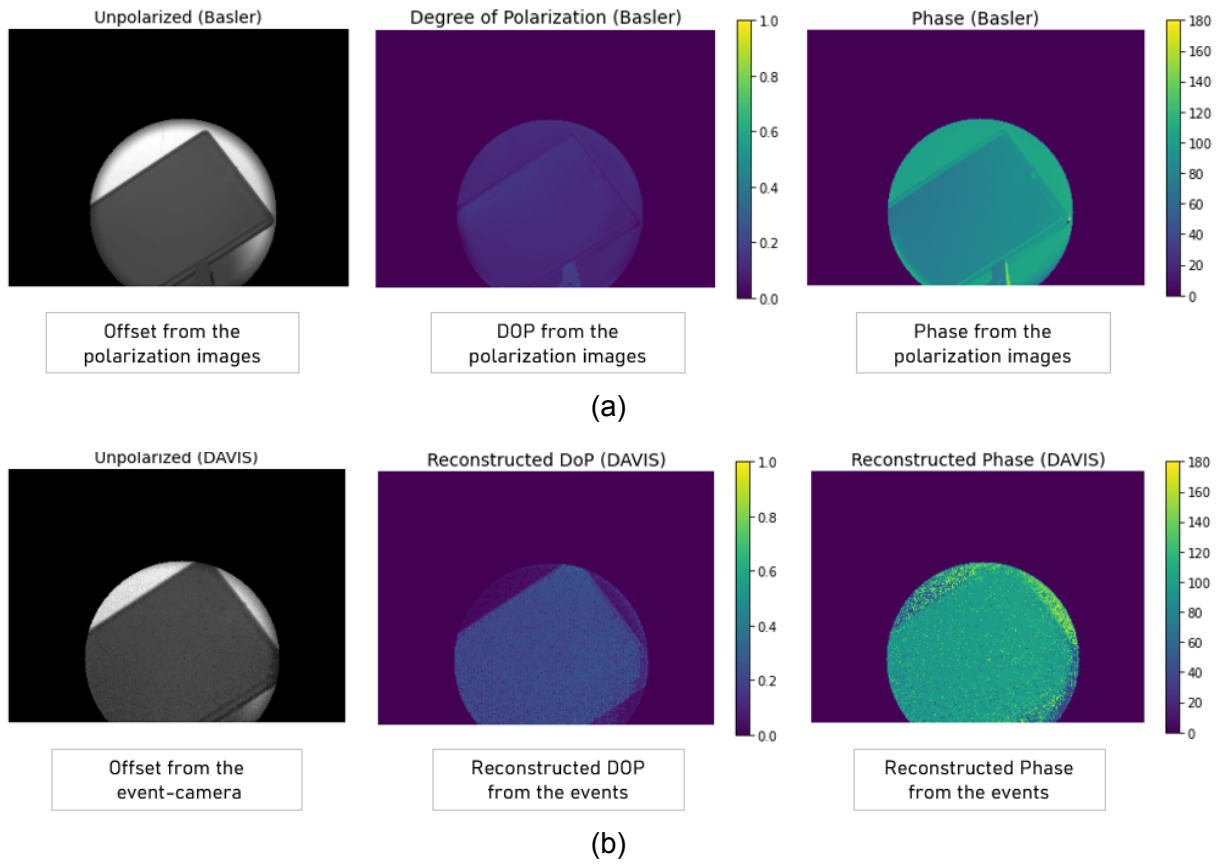 Unpolarized (Basler)
Degree of Polarization (Basler)
Phase (Basler)
1.0
0.8
0.6
0.4
0.2
0.0
180
160
140
120
100
80
60
40
20
0
Offset from the
polarization images
DOP from the
polarization images
Phase from the
polarization images
(a)
Unpolarized (DAVIS)
Reconstructed DoP (DAVIS)
Reconstructed Phase (DAVIS)
1.0
0.8
0.6
0.4
0.2
0.0
180
160
140
120
100
80
60
40
20
0
Offset from the
event-camera
Reconstructed DOP
from the events
Reconstructed Phase
from the events
(b)